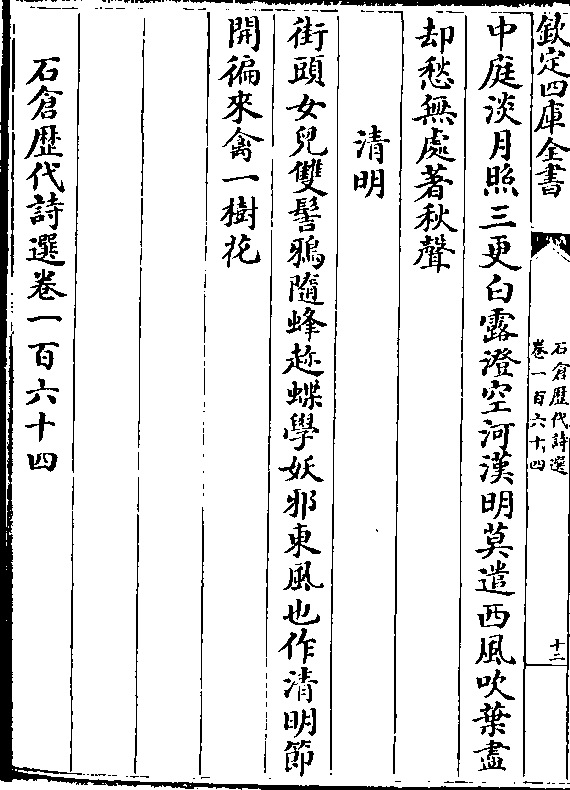 欽定四庫全書
石倉歴代詩選
卷一百六十四
十二
中庭淡月照三更白露澄空河漢明莫遣西風吹葉盡
却愁無處著秋聲
清明
街頭女兒雙髻鴉隨蜂趂蝶學妖邪東風也作清明節
開徧來禽一樹花
石倉歴代詩選卷一百六十四